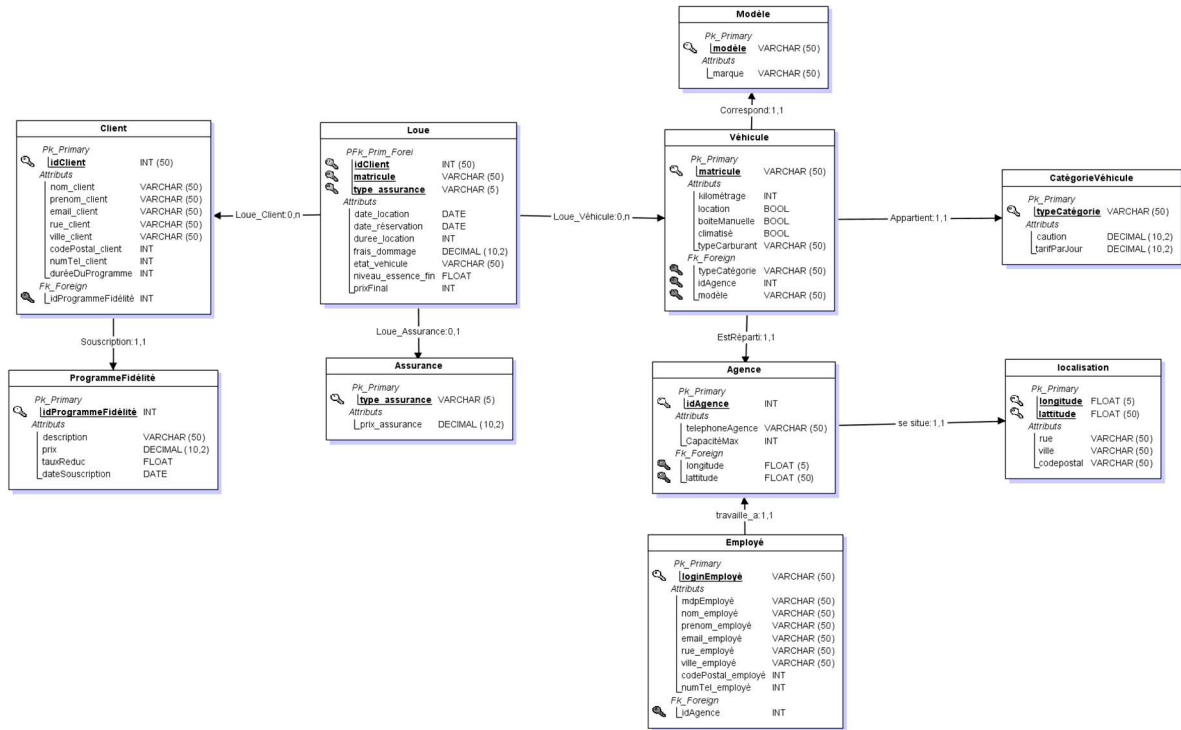 Modèle
Pk_Primary
modèle VARCHAR (50)
Attributs
marque VARCHAR (50)
Correspond:1,1
Client
Pk_Primary
idClient INT (50)
Attributs
nom_client VARCHAR (50)
prenom_client VARCHAR (50)
email_client VARCHAR (50)
rue_client VARCHAR (50)
ville_client VARCHAR (50)
codePostal_client INT
numTel_client INT
duréeDuProgramme INT
Fk_Foreign
idProgrammeFidélité INT
Loue_Client:0,n
Loue
PFk_Prim_Forei
idClient INT (50)
matricule VARCHAR (50)
type_assurance VARCHAR (5)
Attributs
date_location DATE
date_réservation DATE
duree_location INT
frais_dommage DECIMAL (10,2)
etat_vehicule VARCHAR (50)
niveau_essence_fin FLOAT
prixFinal INT
Loue_Véhicule:0,n
Véhicule
Pk_Primary
matricule VARCHAR (50)
Attributs
kilométrage INT
location BOOL
boiteManuelle BOOL
climatisé BOOL
typeCarburant VARCHAR (50)
Fk_Foreign
typeCatégorie VARCHAR (50)
idAgence INT
modèle VARCHAR (50)
Appartient:1,1
CatégorieVéhicule
Pk_Primary
typeCatégorie VARCHAR (50)
Attributs
caution DECIMAL (10,2)
tarifParJour DECIMAL (10,2)
Souscription:1,1
Loue_Assurance:0,1
EstRéparti:1,1
ProgrammeFidélité
Pk_Primary
idProgrammeFidélité INT
Attributs
description VARCHAR (50)
prix DECIMAL (10,2)
tauxReduc FLOAT
dateSouscription DATE
Assurance
Pk_Primary
type_assurance VARCHAR (5)
Attributs
prix_assurance DECIMAL (10,2)
Agence
Pk_Primary
idAgence INT
Attributs
telephoneAgence VARCHAR (50)
CapacitéMax INT
Fk_Foreign
longitude FLOAT (5)
lattitude FLOAT (50)
se situe:1,1
localisation
Pk_Primary
longitude FLOAT (5)
lattitude FLOAT (50)
Attributs
rue VARCHAR (50)
ville VARCHAR (50)
codepostal VARCHAR (50)
travaille_a:1,1
Employé
Pk_Primary
loginEmployé VARCHAR (50)
Attributs
mdpEmployé VARCHAR (50)
nom_employé VARCHAR (50)
prenom_employé VARCHAR (50)
email_employé VARCHAR (50)
rue_employé VARCHAR (50)
ville_employé VARCHAR (50)
codePostal_employé INT
numTel_employé INT
Fk_Foreign
idAgence INT